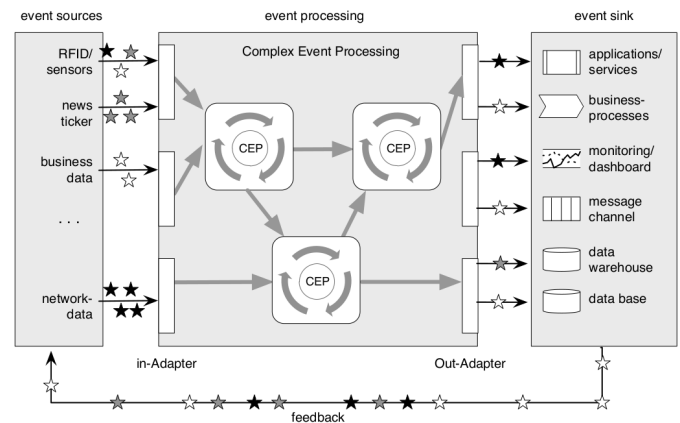 event sources
event processing
event sink
RFID/
sensors
news
ticker
business
data
. . .
network-
data
Complex Event Processing
CEP
CEP
CEP
applications/
services
business-
processes
monitoring/
dashboard
message
channel
data
warehouse
data base
in-Adapter
Out-Adapter
feedback